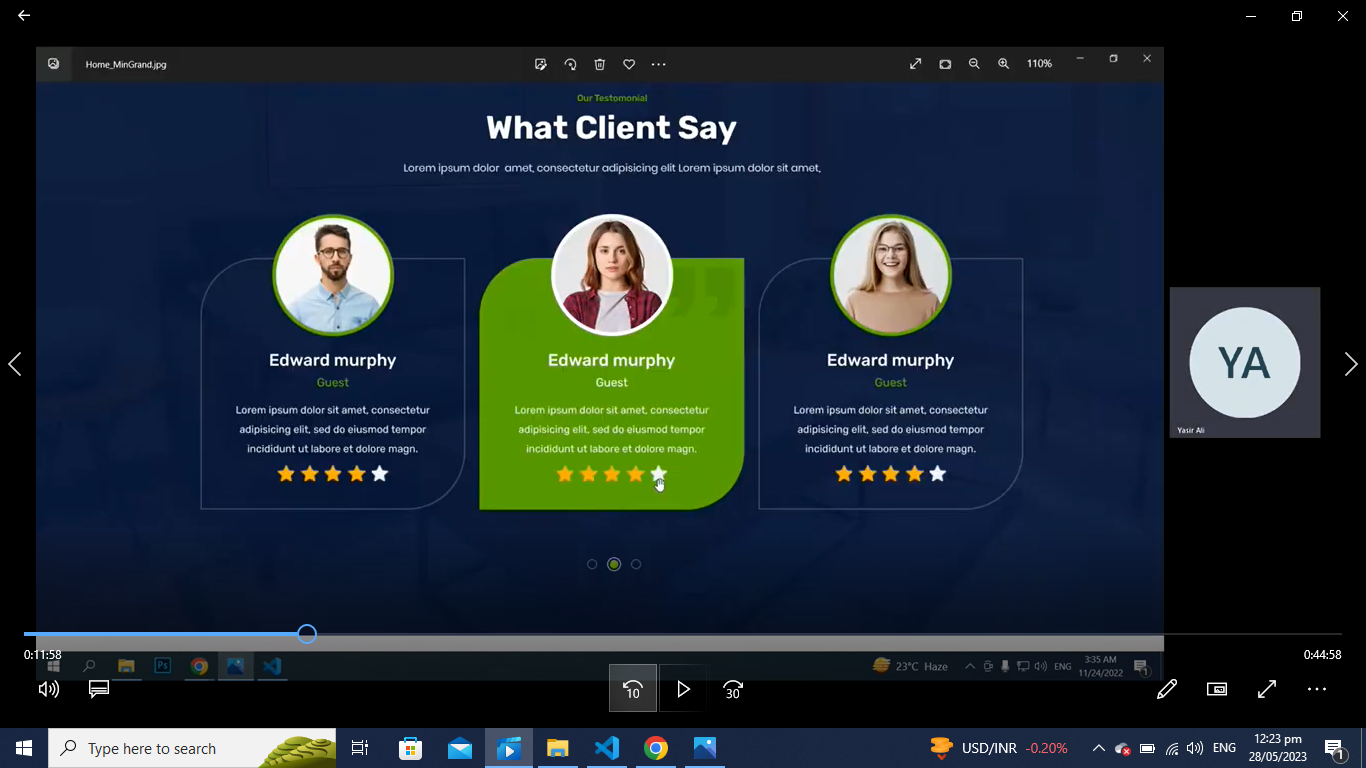 Home_MinGrand.jpg
110%
Our Testomonial
What Client Say
Lorem ipsum dolor amet, consectetur adipisicing elit Lorem ipsum dolor sit amet,
Edward murphy
Guest
Lorem ipsum dolor sit amet, consectetur
adipisicing elit, sed do eiusmod tempor
incididunt ut labore et dolore magn.
Edward murphy
Guest
Lorem ipsum dolor sit amet, consectetur
adipisicing elit, sed do eiusmod tempor
incididunt ut labore et dolore magn.
Edward murphy
Guest
Lorem ipsum dolor sit amet, consectetur
adipisicing elit, sed do eiusmod tempor
incididunt ut labore et dolore magn.
YA
Yasir Ali
0:11:58
0:44:58
Ps
23°C Haze
ENG
3:35 AM
11/24/2022
1
10
30
Type here to search
USD/INR -0.20%
ENG
12:23 pm
28/05/2023
1